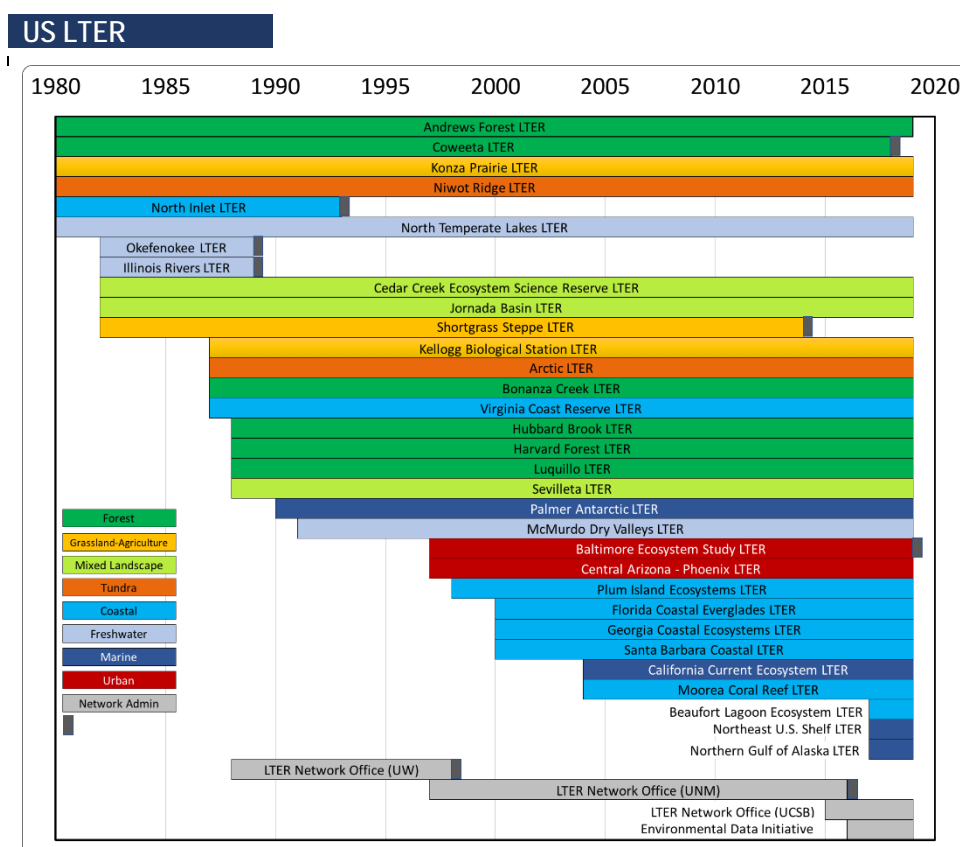 US LTER
1980 1985 1990 1995 2000 2005 2010 2015 2020
Andrews Forest LTER
Coweeta LTER
Konza Prairie LTER
Niwot Ridge LTER
North Inlet LTER
North Temperate Lakes LTER
Okefenokee LTER
Illinois Rivers LTER
Cedar Creek Ecosystem Science Reserve LTER
Jornada Basin LTER
Shortgrass Steppe LTER
Kellogg Biological Station LTER
Arctic LTER
Bonanza Creek LTER
Virginia Coast Reserve LTER
Hubbard Brook LTER
Harvard Forest LTER
Luquillo LTER
Sevilleta LTER
Palmer Antarctic LTER
McMurdo Dry Valleys LTER
Baltimore Ecosystem Study LTER
Central Arizona - Phoenix LTER
Plum Island Ecosystems LTER
Florida Coastal Everglades LTER
Georgia Coastal Ecosystems LTER
Santa Barbara Coastal LTER
California Current Ecosystem LTER
Moorea Coral Reef LTER
Beaufort Lagoon Ecosystem LTER
Northeast U.S. Shelf LTER
Northern Gulf of Alaska LTER
LTER Network Office (UW)
LTER Network Office (UNM)
LTER Network Office (UCSB)
Environmental Data Initiative
Forest
Grassland-Agriculture
Mixed Landscape
Tundra
Coastal
Freshwater
Marine
Urban
Network Admin